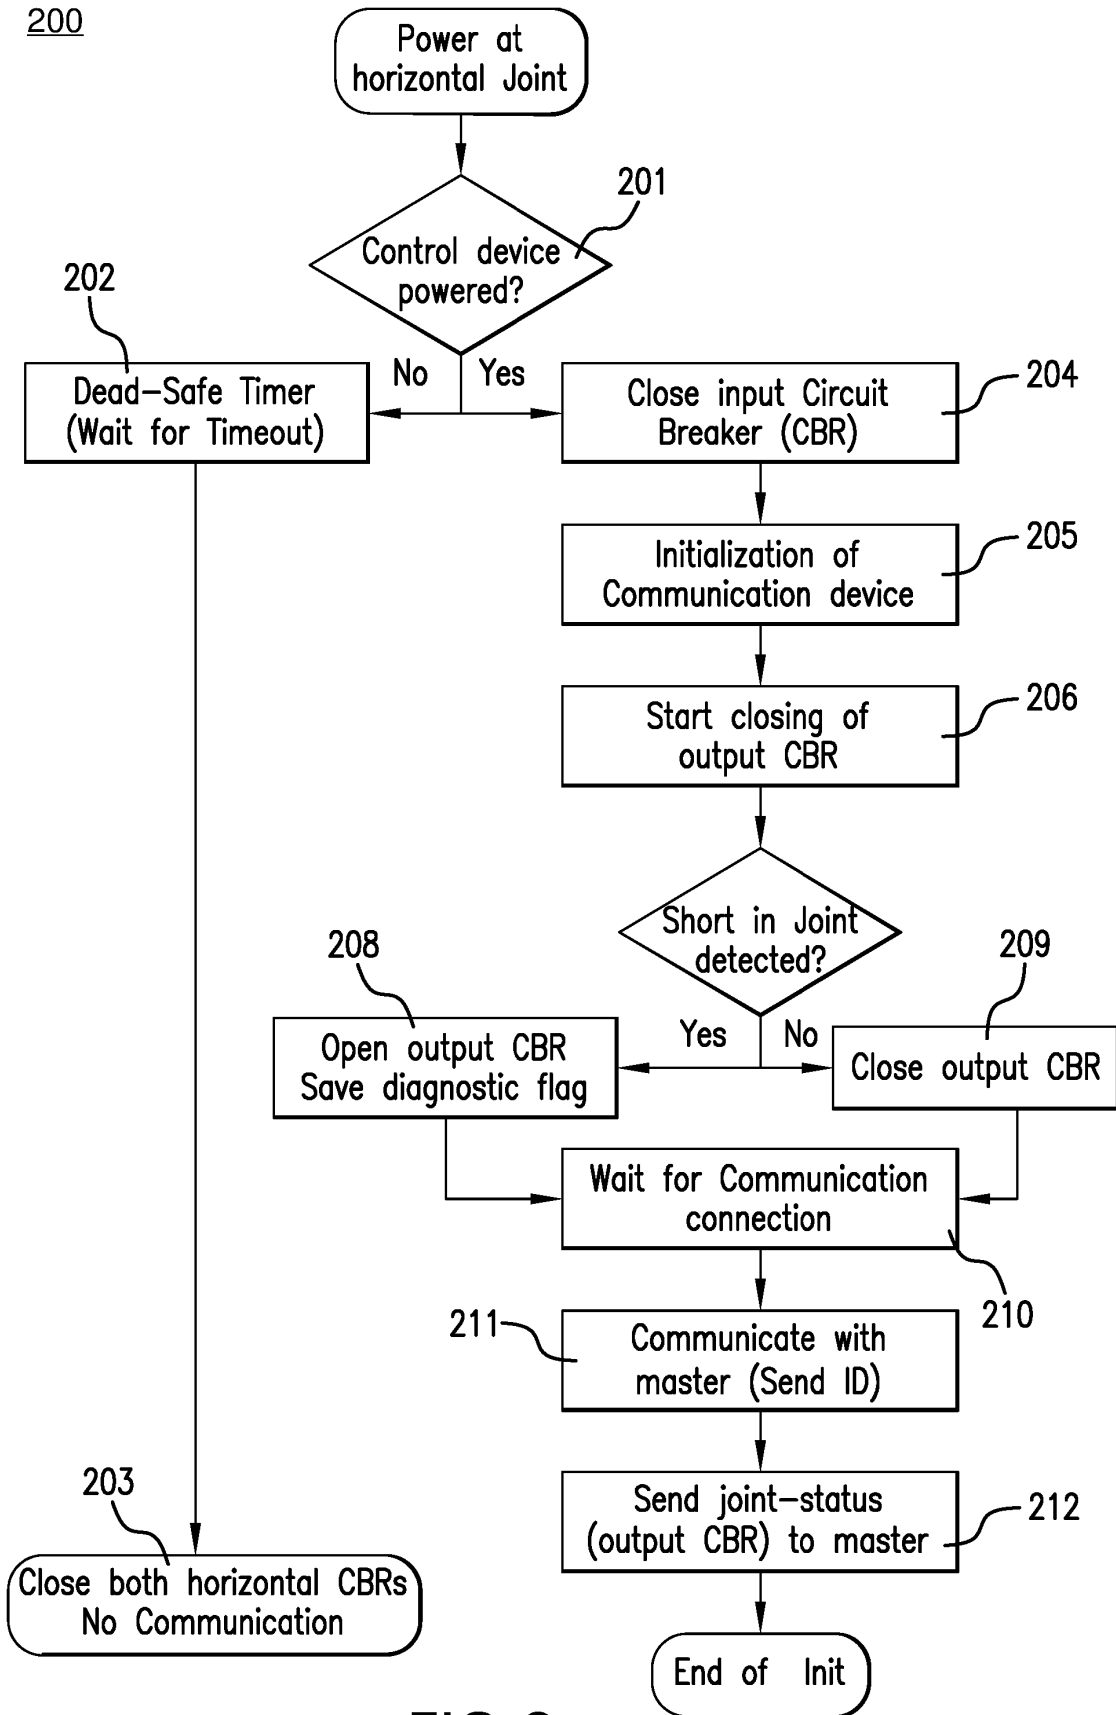 200
Power at
horizontal Joint
201
Control device
powered?
202
No
Yes
Dead-Safe Timer
(Wait for Timeout)
Close input Circuit
Breaker (CBR)
204
Initialization of
Communication device
205
Start closing of
output CBR
206
Short in Joint
detected?
208
Yes
No
209
Open output CBR
Save diagnostic flag
Close output CBR
Wait for Communication
connection
210
211
Communicate with
master (Send ID)
203
Send joint-status
(output CBR) to master
212
Close both horizontal CBRs
No Communication
End of Init